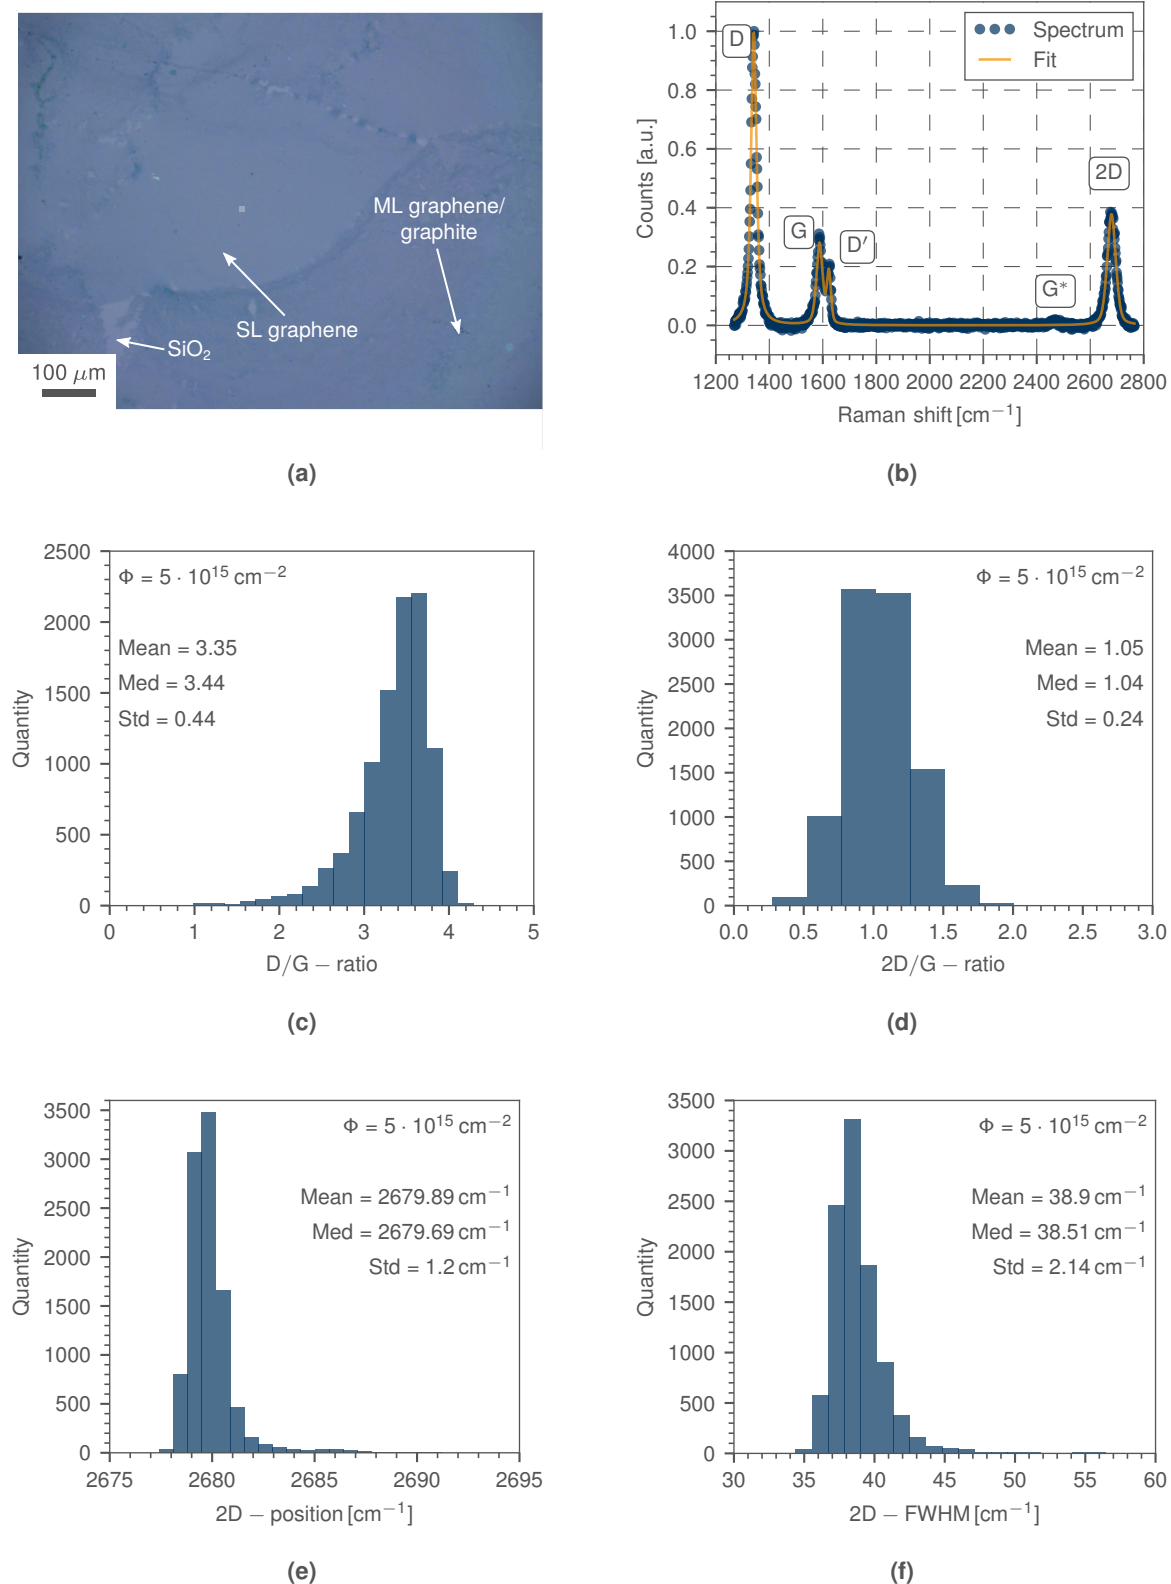 ML graphene/
graphite
SL graphene
SiO₂
100 μm
(a)
D
Spectrum
Fit
G
D′
G*
2D
1.0
0.8
0.6
0.4
0.2
0.0
Counts [a.u.]
1200 1400 1600 1800 2000 2200 2400 2600 2800
Raman shift [cm⁻¹]
(b)
Φ = 5 · 10¹⁵ cm⁻²
Mean = 3.35
Med = 3.44
Std = 0.44
2500
2000
1500
1000
500
0
Quantity
0 1 2 3 4 5
D/G – ratio
(c)
Φ = 5 · 10¹⁵ cm⁻²
Mean = 1.05
Med = 1.04
Std = 0.24
4000
3500
3000
2500
2000
1500
1000
500
0
Quantity
0.0 0.5 1.0 1.5 2.0 2.5 3.0
2D/G – ratio
(d)
Φ = 5 · 10¹⁵ cm⁻²
Mean = 2679.89 cm⁻¹
Med = 2679.69 cm⁻¹
Std = 1.2 cm⁻¹
3500
3000
2500
2000
1500
1000
500
0
Quantity
2675 2680 2685 2690 2695
2D – position [cm⁻¹]
(e)
Φ = 5 · 10¹⁵ cm⁻²
Mean = 38.9 cm⁻¹
Med = 38.51 cm⁻¹
Std = 2.14 cm⁻¹
3500
3000
2500
2000
1500
1000
500
0
Quantity
30 35 40 45 50 55 60
2D – FWHM [cm⁻¹]
(f)